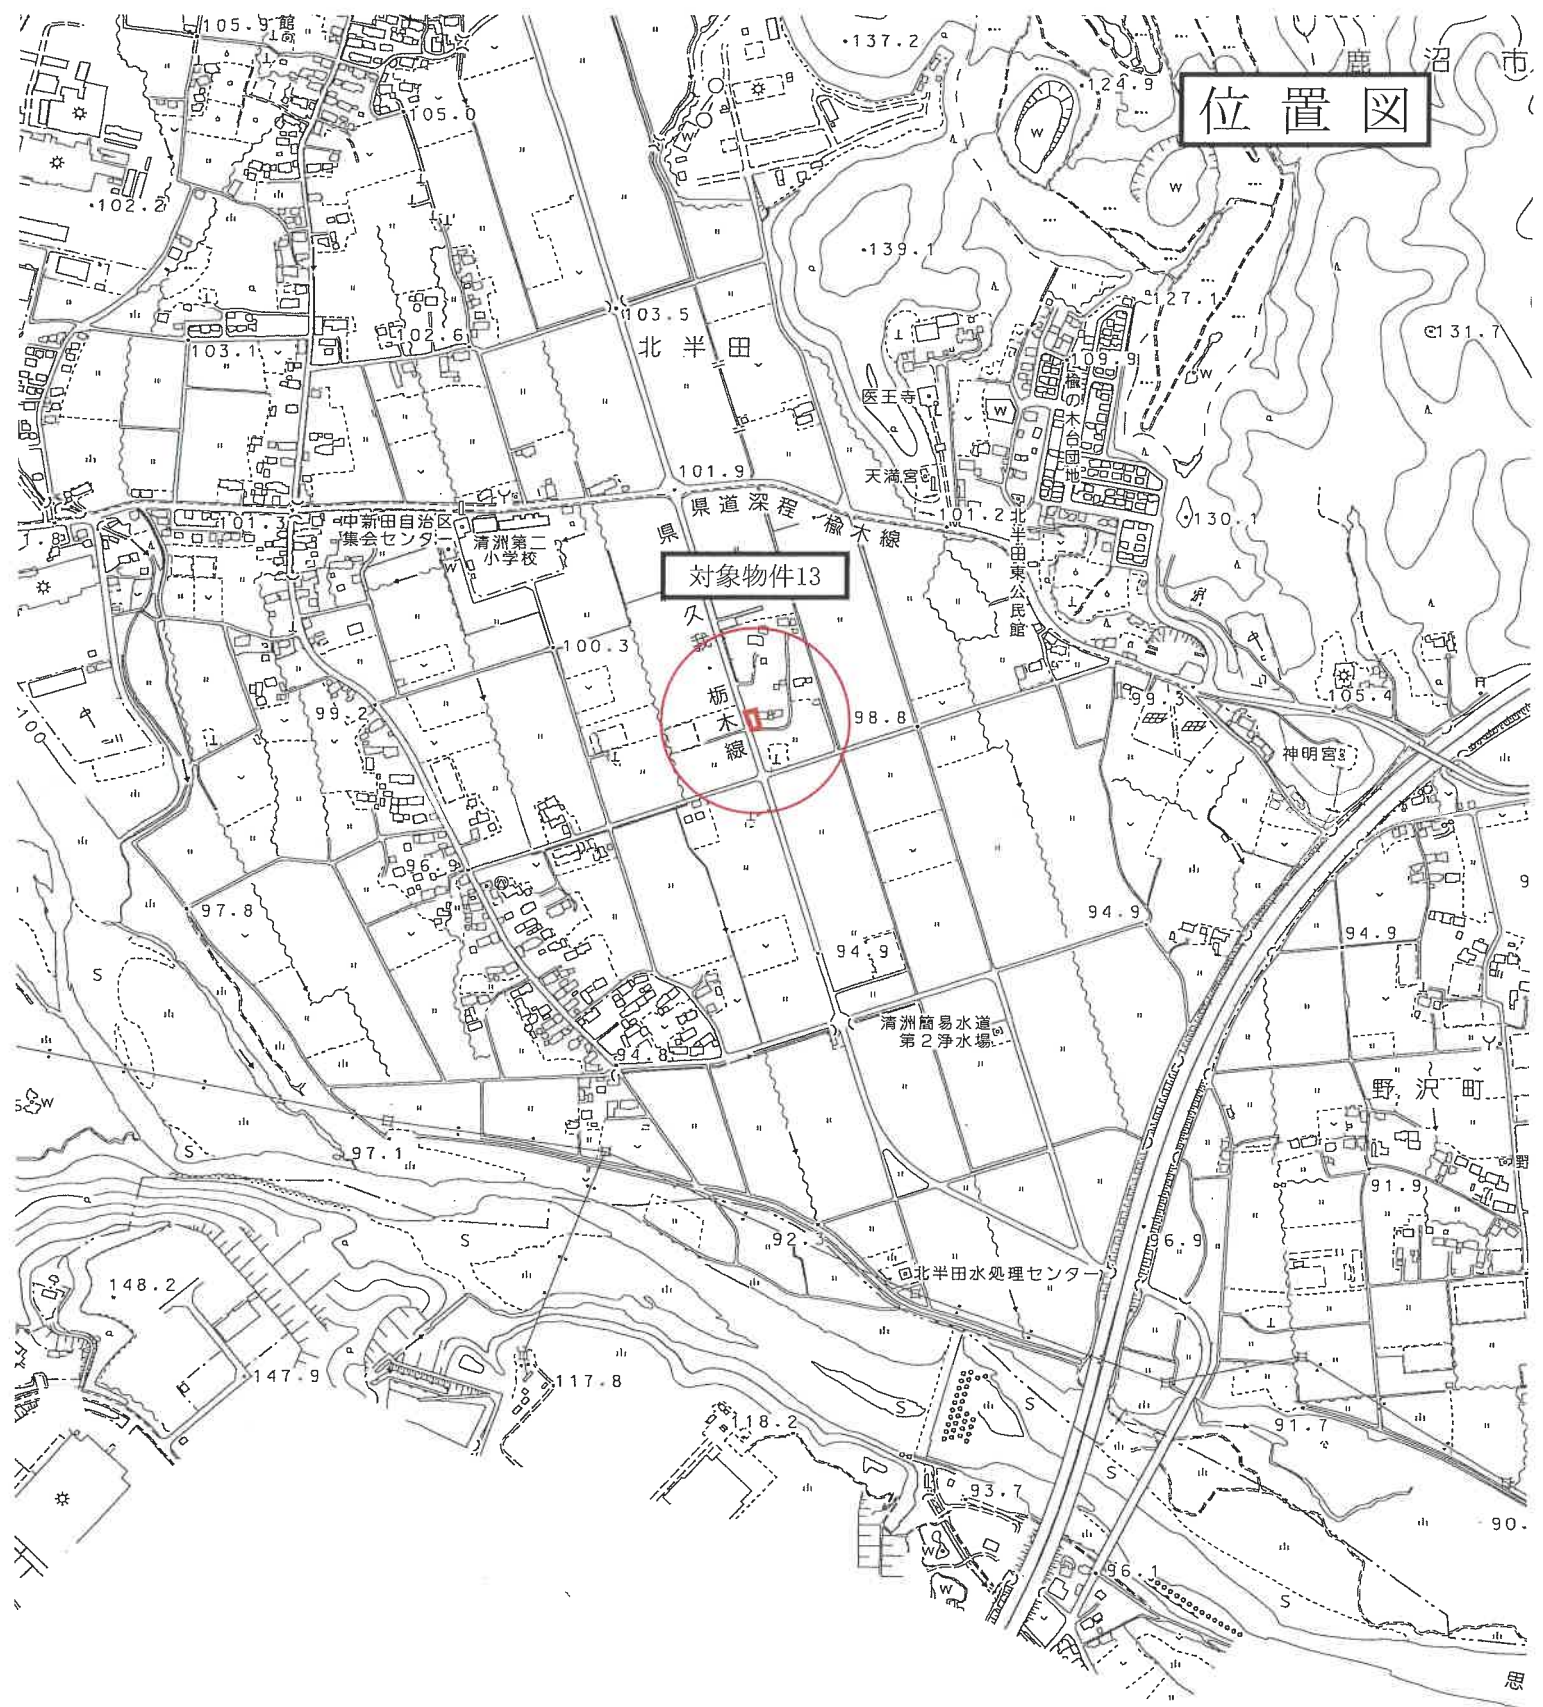 105.9
館
137.2
鹿沼市
位置図
124.9
W
105.0
W
W
102.2
139.1
127.1
103.5
102.6
北半田
131.7
103.1
109.9
楡の木台団地
W
医王寺
W
天満宮
101.9
県道深程・楡木線
101.2
130.1
101.3
中新田自治区
集会センター
W
清洲第二
小学校
北半田東公民館
対象物件13
県
久我・栃木線
100.3
99.3
105.4
100
99.2
98.8
神明宮
96.9
97.8
94.9
94.9
94.9
S
清洲簡易水道
第2浄水場
94.8
野沢町
W
97.1
S
野
91.9
S
92.3
96.9
北半田水処理センター
148.2
147.9
117.8
118.2
S
S
91.7
S
93.7
90.
W
96.1
W
S
思